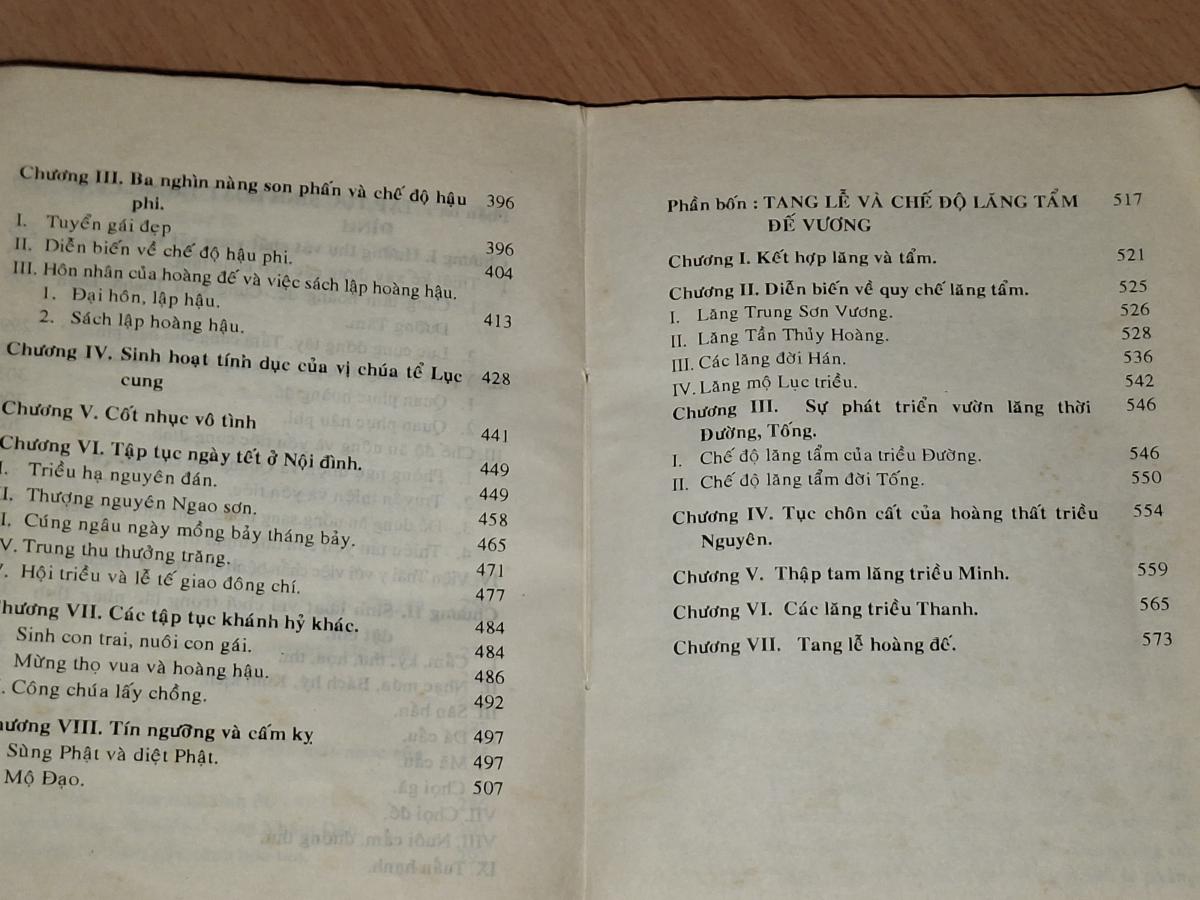 Chương III. Ba nghìn nàng son phấn và chế độ hậu 396
phi.
I. Tuyển gái đẹp 396
II. Diễn biến về chế độ hậu phi. 404
III. Hôn nhân của hoàng đế và việc sách lập hoàng hậu.
1. Đại hôn, lập hậu. 413
2. Sách lập hoàng hậu.
Chương IV. Sinh hoạt tính dục của vị chúa tể Lục 428
cung
Chương V. Cốt nhục vô tình 441
Chương VI. Tập tục ngày tết ở Nội đình. 449
I. Triều hạ nguyên đán. 449
II. Thượng nguyên Ngao sơn. 458
I. Cúng ngâu ngày mồng bảy tháng bảy. 465
V. Trung thu thưởng trăng. 471
V. Hội triều và lễ tế giao đông chí. 477
Chương VII. Các tập tục khánh hỷ khác. 484
Sinh con trai, nuôi con gái. 484
Mừng thọ vua và hoàng hậu. 486
I. Công chúa lấy chồng. 492
hương VIII. Tín ngưỡng và cấm kỵ 497
Sùng Phật và diệt Phật. 497
Mộ Đạo. 507
Phần bốn : TANG LỄ VÀ CHẾ ĐỘ LĂNG TẨM 517
ĐẾ VƯƠNG
Chương I. Kết hợp lăng và tẩm. 521
Chương II. Diễn biến về quy chế lăng tẩm. 525
I. Lăng Trung Sơn Vương. 526
II. Lăng Tần Thủy Hoàng. 528
III. Các lăng đời Hán. 536
IV. Lăng mộ Lục triều. 542
Chương III. Sự phát triển vườn lăng thời 546
Đường, Tống.
I. Chế độ lăng tẩm của triều Đường. 546
II. Chế độ lăng tẩm đời Tống. 550
Chương IV. Tục chôn cất của hoàng thất triều 554
Nguyên.
Chương V. Thập tam lăng triều Minh. 559
Chương VI. Các lăng triều Thanh. 565
Chương VII. Tang lễ hoàng đế. 573